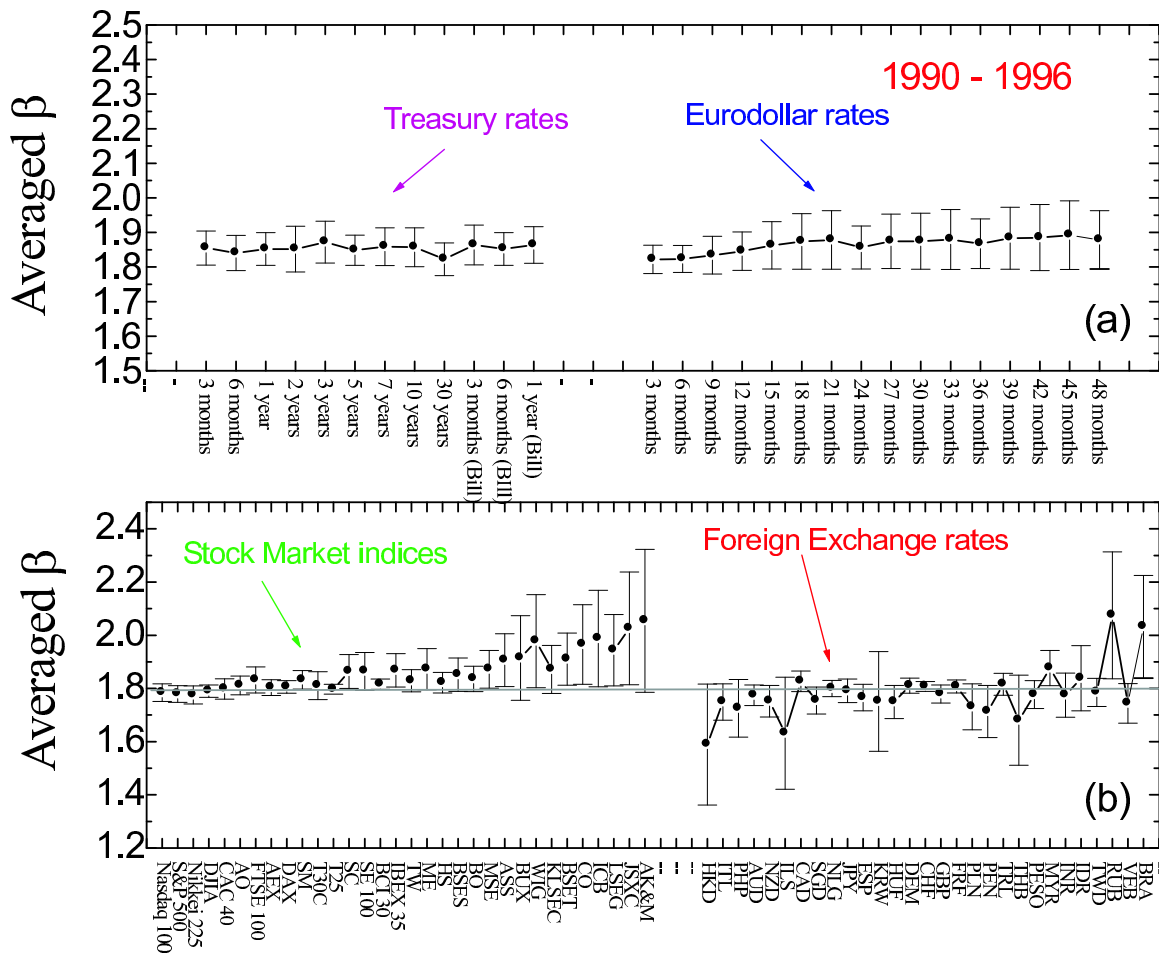 2.5
2.4
2.3
2.2
2.1
2.0
1.9
1.8
1.7
1.6
1.5
Averaged β
1990 - 1996
Treasury rates
Eurodollar rates
(a)
--
-
3 months
6 months
1 year
2 years
3 years
5 years
7 years
10 years
30 years
3 months (Bill)
6 months (BIll)
1 year (Bill)
-
-
3 months
6 months
9 months
12 months
15 months
18 months
21 months
24 months
27 months
30 months
33 months
36 months
39 months
42 months
45 months
48 months
2.4
2.2
2.0
1.8
1.6
1.4
1.2
Averaged β
Stock Market indices
Foreign Exchange rates
(b)
Nasdaq 100
S&P 500
Nikkei 225
DJIA
CAC 40
AO
FTSE 100
AEX
DAX
SM
T30C
T25
SC
SE 100
BCI 30
IBEX 35
TW
ME
HS
BSES
BO
MSE
ASS
BUX
WIG
KLSEC
BSET
CO
ICB
LSEG
JSXC
AK&M
--
--
--
HKD
ITL
PHP
AUD
NZD
ILS
CAD
SGD
NLG
JPY
ESP
KRW
HUF
DEM
CHF
GBP
FRF
PLN
PEN
TRL
THB
PESO
MYR
INR
IDR
TWD
RUB
VEB
BRA
--